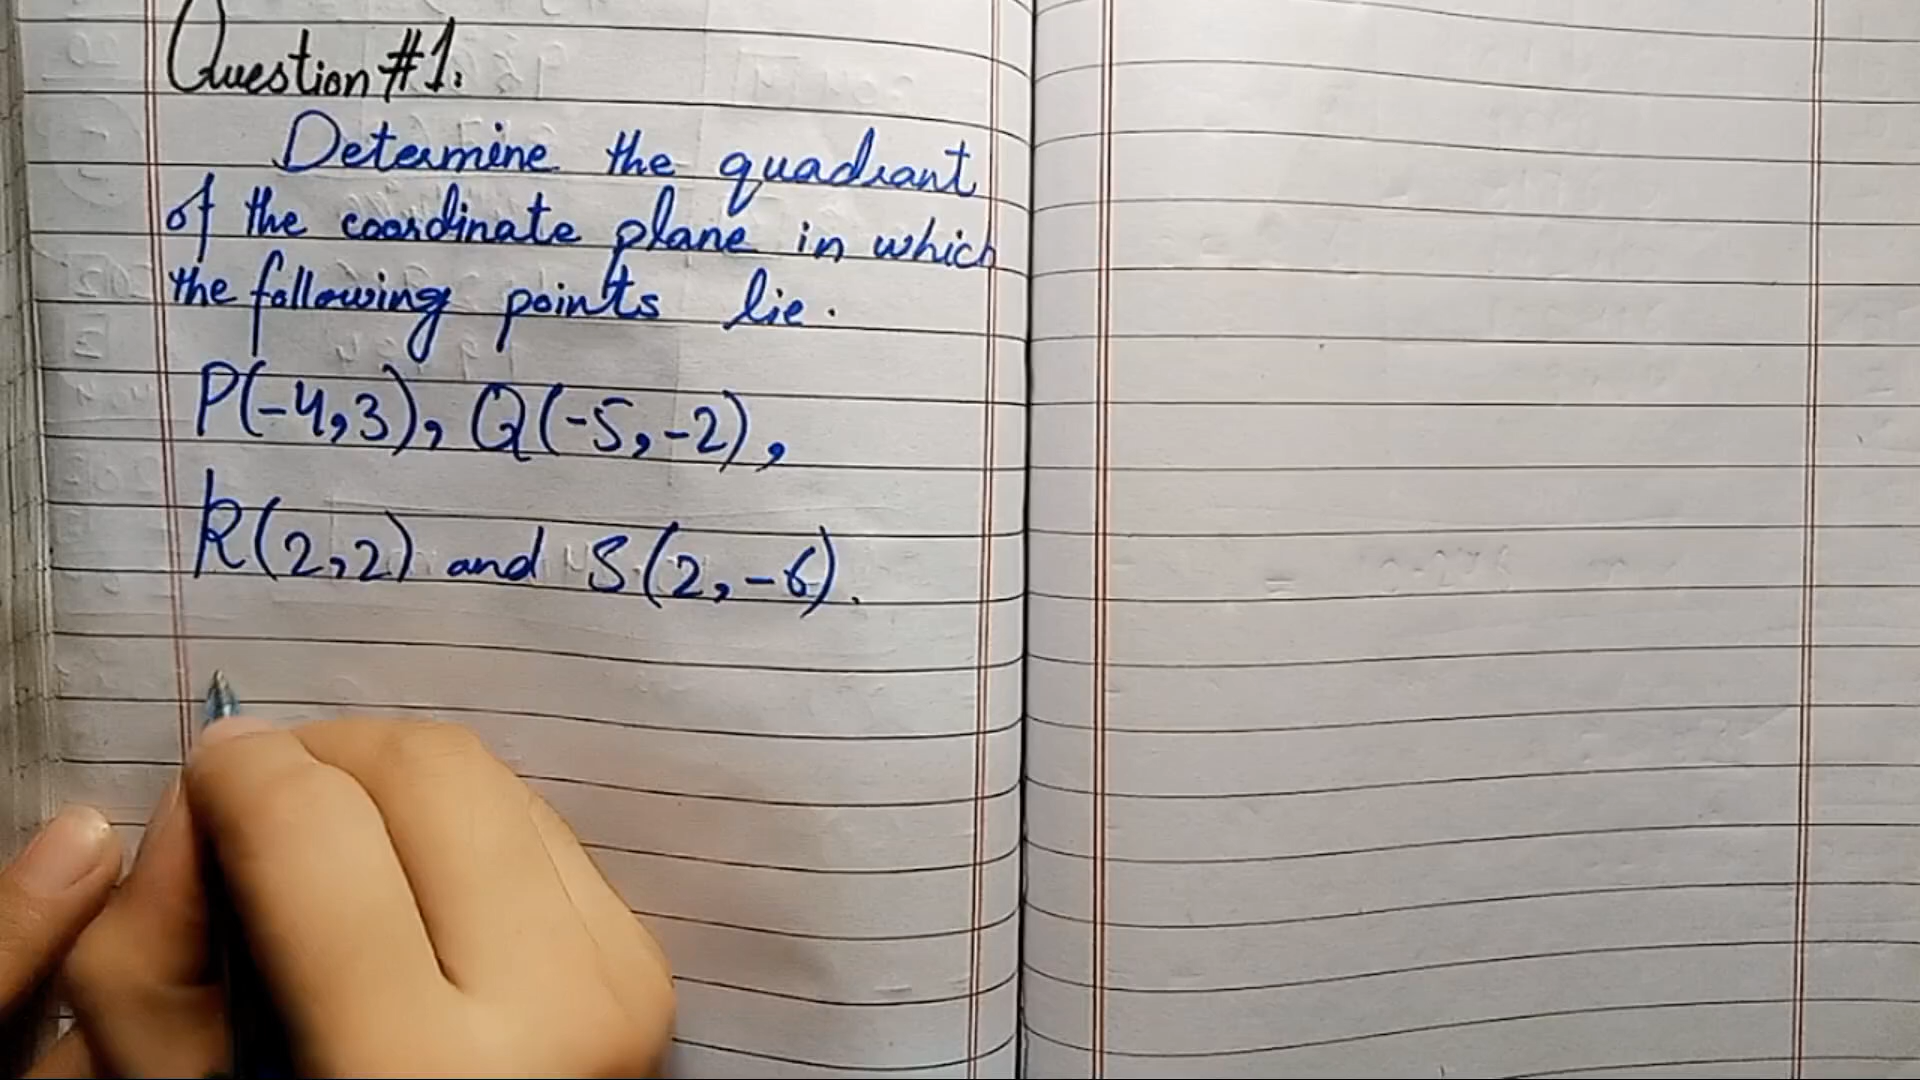 Question #1.
Determine the quadrant
of the coordinate plane in which
the following points lie.
P(-4,3), Q(-5,-2),
R(2,2) and S(2,-6).